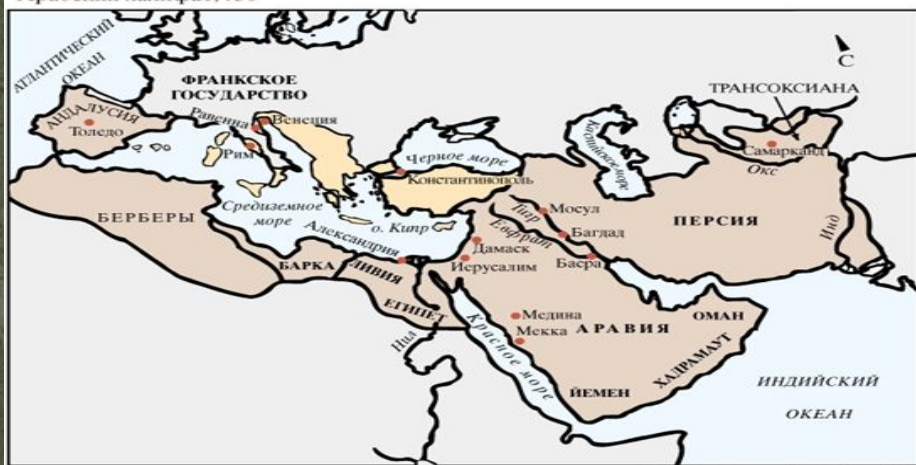 АТЛАНТИЧЕСКИЙ
ОКЕАН
ФРАНКСКОЕ
ГОСУДАРСТВО
С
ТРАНСОКСИАНА
АНДАЛУСИЯ
Толедо
Равенна
Венеция
Рим
Черное море
Константинополь
Каспийское
море
Самарканд
Окс
Средиземное
море
о. Кипр
Александрия
БЕРБЕРЫ
БАРКА
ЛИВИЯ
ЕГИПЕТ
Нил
Тигр
Евфрат
Мосул
Багдад
Дамаск
Иерусалим
Басра
ПЕРСИЯ
Инд
Медина
Мекка
АРАВИЯ
ОМАН
Красное море
ЙЕМЕН
ХАДРАМАУТ
ИНДИЙСКИЙ
ОКЕАН